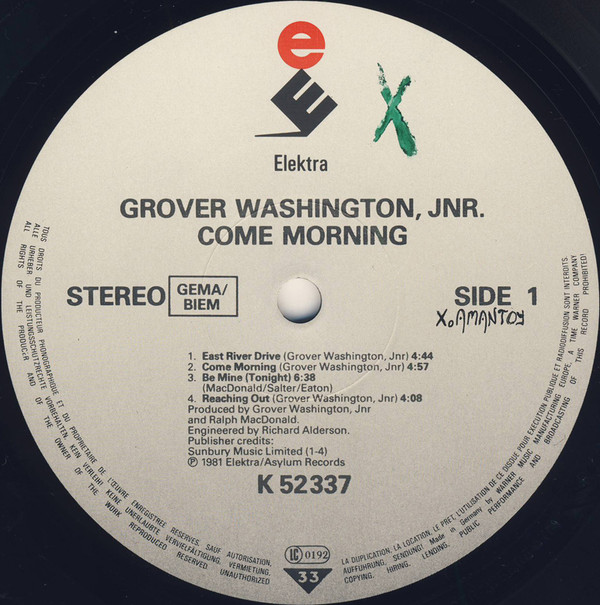 e
E
X
Elektra
GROVER WASHINGTON, JNR.
COME MORNING
STEREO
GEMA/
BIEM
SIDE 1
X. AMANTOY
1. East River Drive (Grover Washington, Jnr) 4:44
2. Come Morning (Grover Washington, Jnr) 4:57
3. Be Mine (Tonight) 6:38
(MacDonald/Salter/Eaton)
4. Reaching Out (Grover Washington, Jnr) 4:08
Produced by Grover Washington, Jnr
and Ralph MacDonald.
Engineered by Richard Alderson.
Publisher credits:
Sunbury Music Limited (1-4)
℗ 1981 Elektra/Asylum Records
K 52 337
LC 0192
33
TOUS DROITS DU PRODUCTEUR PHONOGRAPHIQUE ET DU PROPRIETAIRE DE L'ŒUVRE ENREGISTREE RESERVES, SAUF AUTORISATION,
LA DUPLICATION, LA LOCATION, LE PRET, L'UTILISATION DE CE DISQUE POUR EXECUTION PUBLIQUE ET RADIODIFFUSION SONT INTERDITS.
ALLE URHEBER UND LEISTUNGSSCHUTZRECHTE VORBEHALTEN. KEIN VERLEIH! KEINE UNERLAUBTE VERVIELFÄLTIGUNG, VERMIETUNG,
AUFFÜHRUNG, SENDUNG. Made in Germany by WARNER MUSIC MANUFACTURING EUROPE, A TIME WARNER COMPANY
ALL RIGHTS OF THE PRODUCER AND OF THE OWNER OF THE WORK REPRODUCED RESERVED. UNAUTHORIZED
COPYING. HIRING. LENDING. PUBLIC PERFORMANCE AND BROADCASTING OF THIS RECORD PROHIBITED!